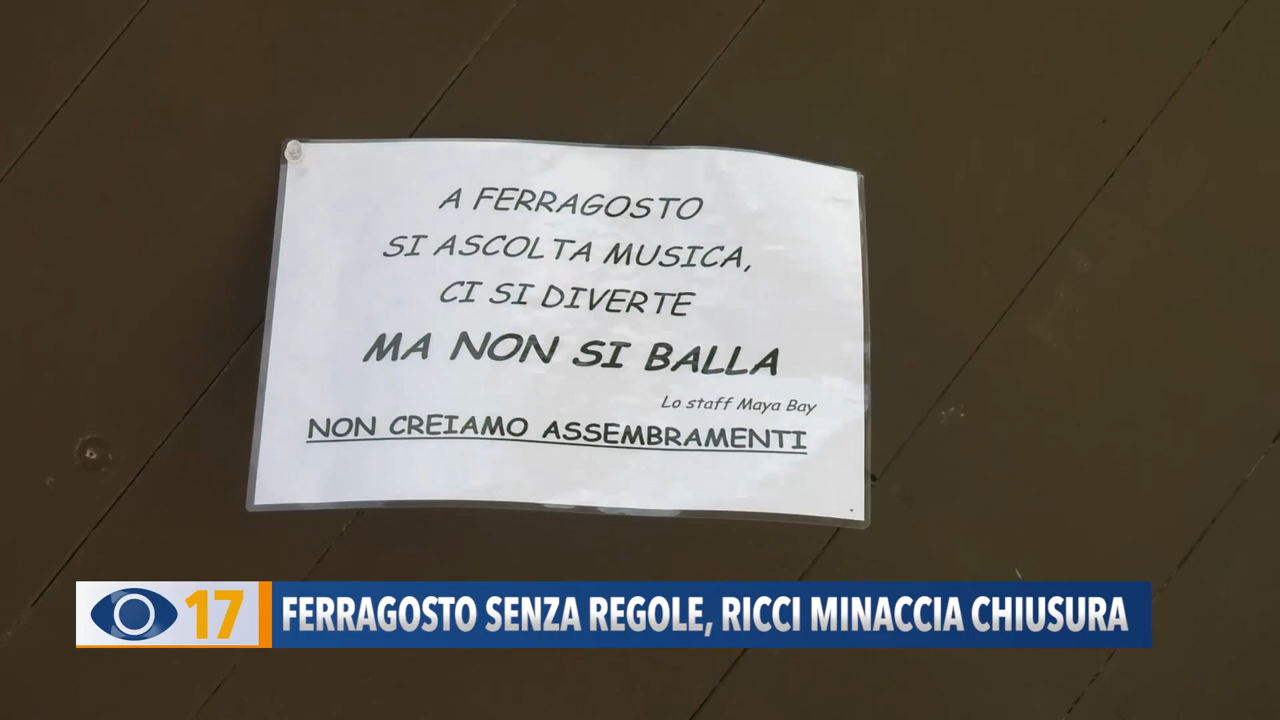 A FERRAGOSTO
SI ASCOLTA MUSICA,
CI SI DIVERTE
MA NON SI BALLA
Lo staff Maya Bay
NON CREIAMO ASSEMBRAMENTI
17 FERRAGOSTO SENZA REGOLE, RICCI MINACCIA CHIUSURA